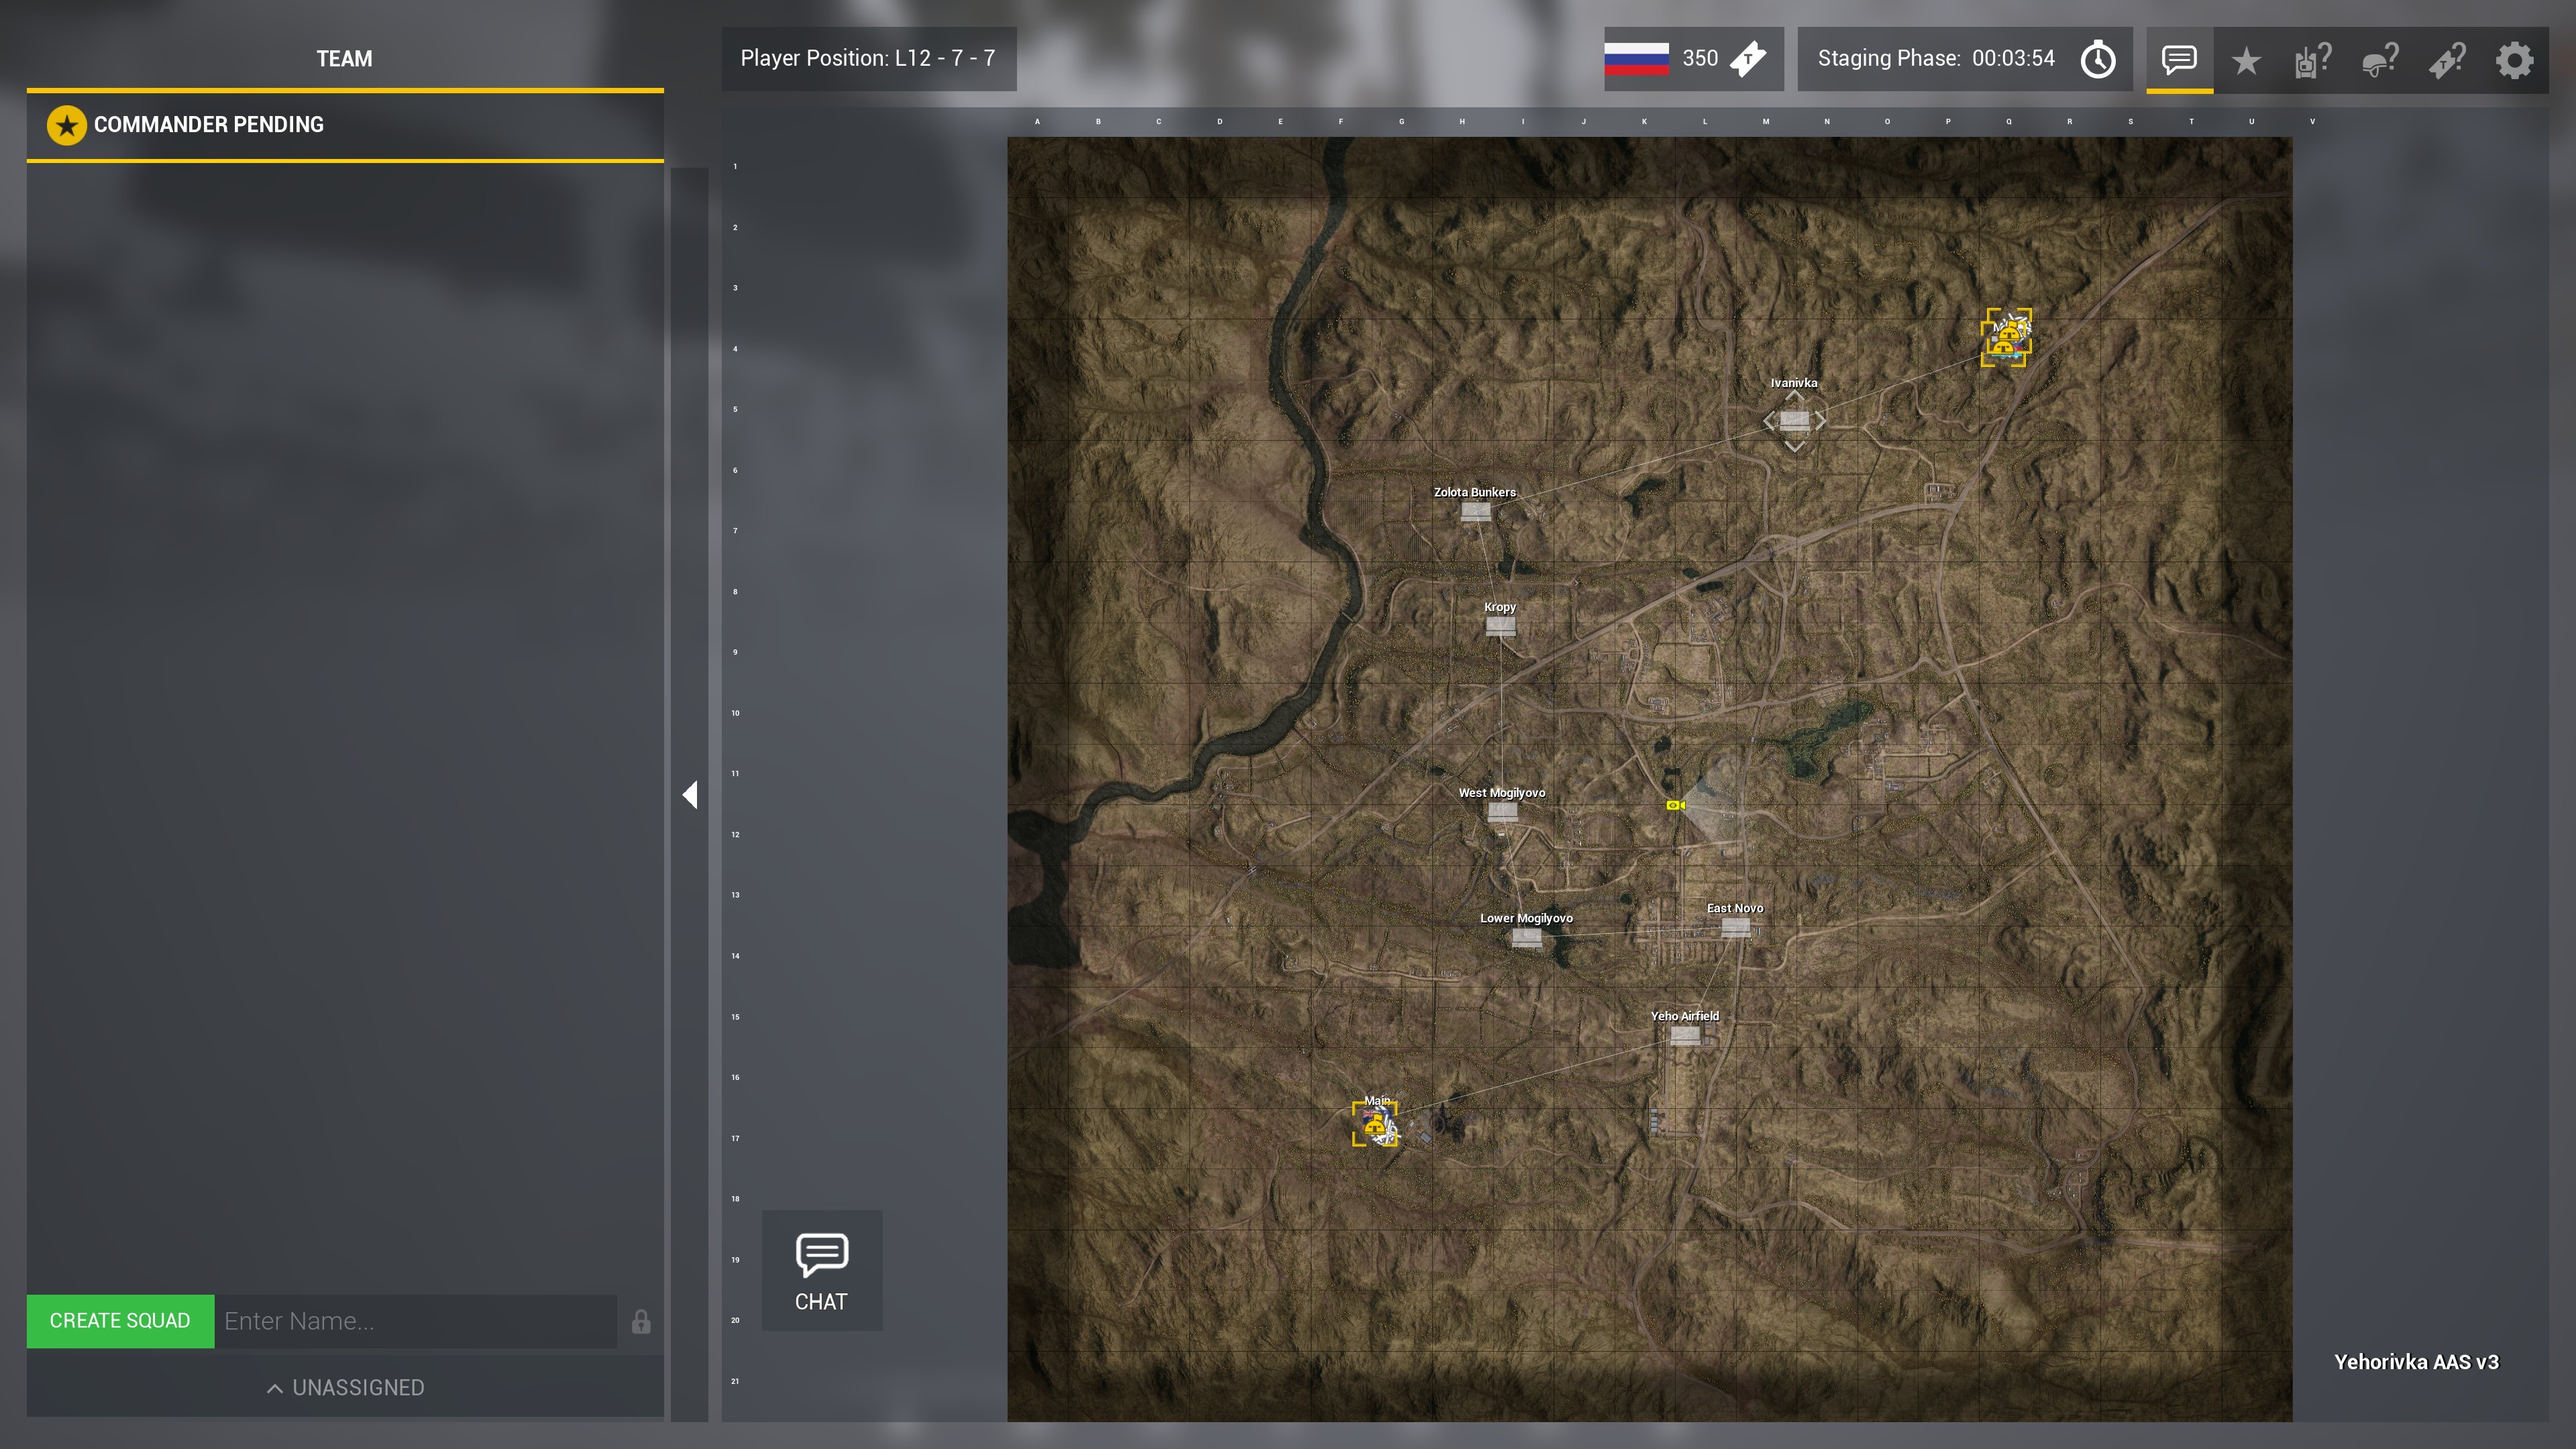 TEAM
Player Position: L12 - 7 - 7
350
Staging Phase: 00:03:54
COMMANDER PENDING
A B C D E F G H I J K L M N O P Q R S T U V
1
2
3
4
Ivanivka
5
6
Zolota Bunkers
7
8
Kropy
9
10
11
West Mogilyovo
12
13
East Novo
Lower Mogilyovo
14
Yeho Airfield
15
16
Main
17
18
19
CHAT
20
CREATE SQUAD Enter Name...
Yehorivka AAS v3
21
UNASSIGNED